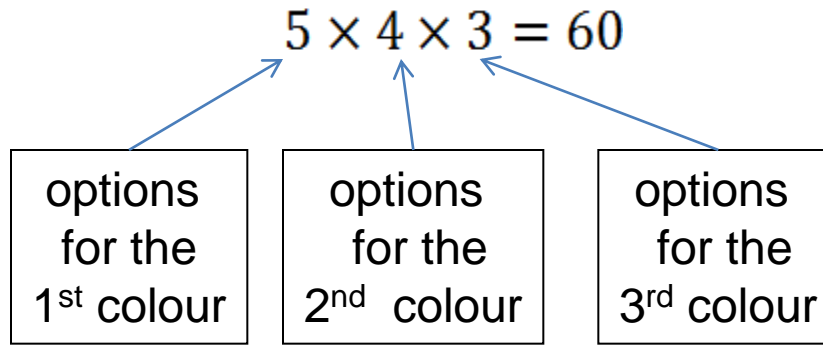 5 × 4 × 3 = 60
options
for the
1st colour
options
for the
2nd colour
options
for the
3rd colour